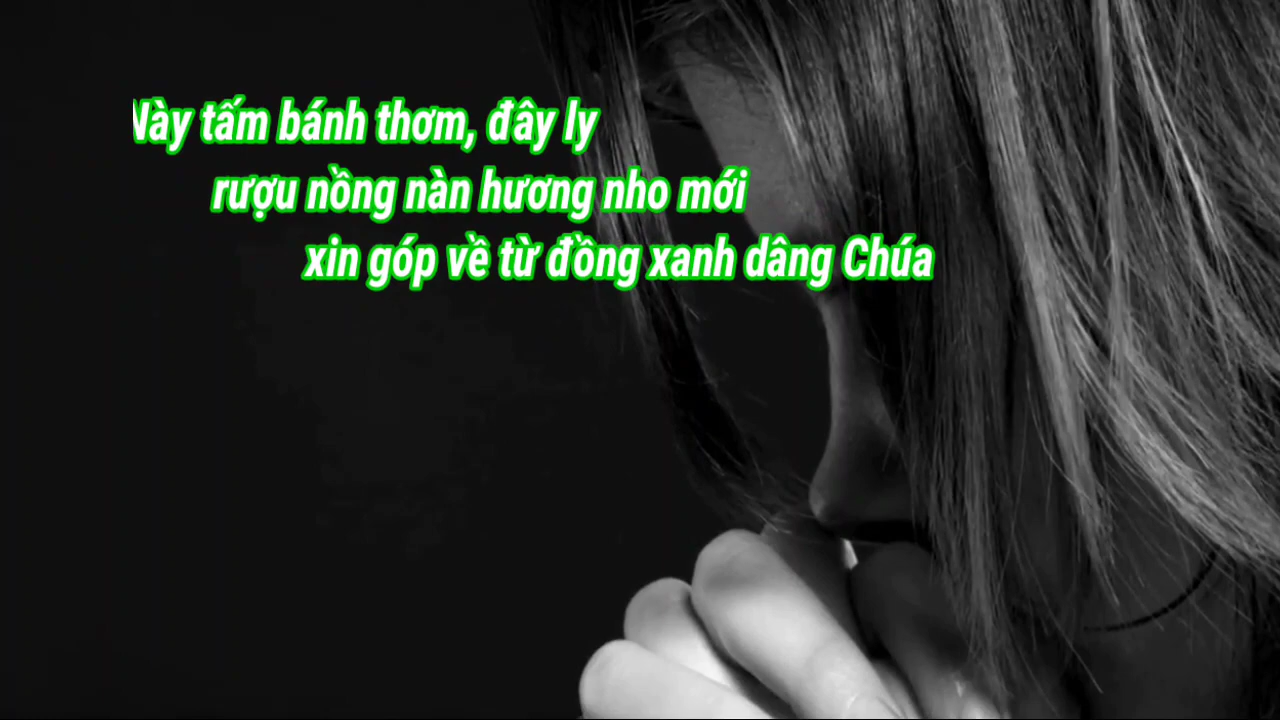 Này tấm bánh thơm, đây ly
rượu nồng nàn hương nho mới
xin góp về từ đồng xanh dâng Chúa